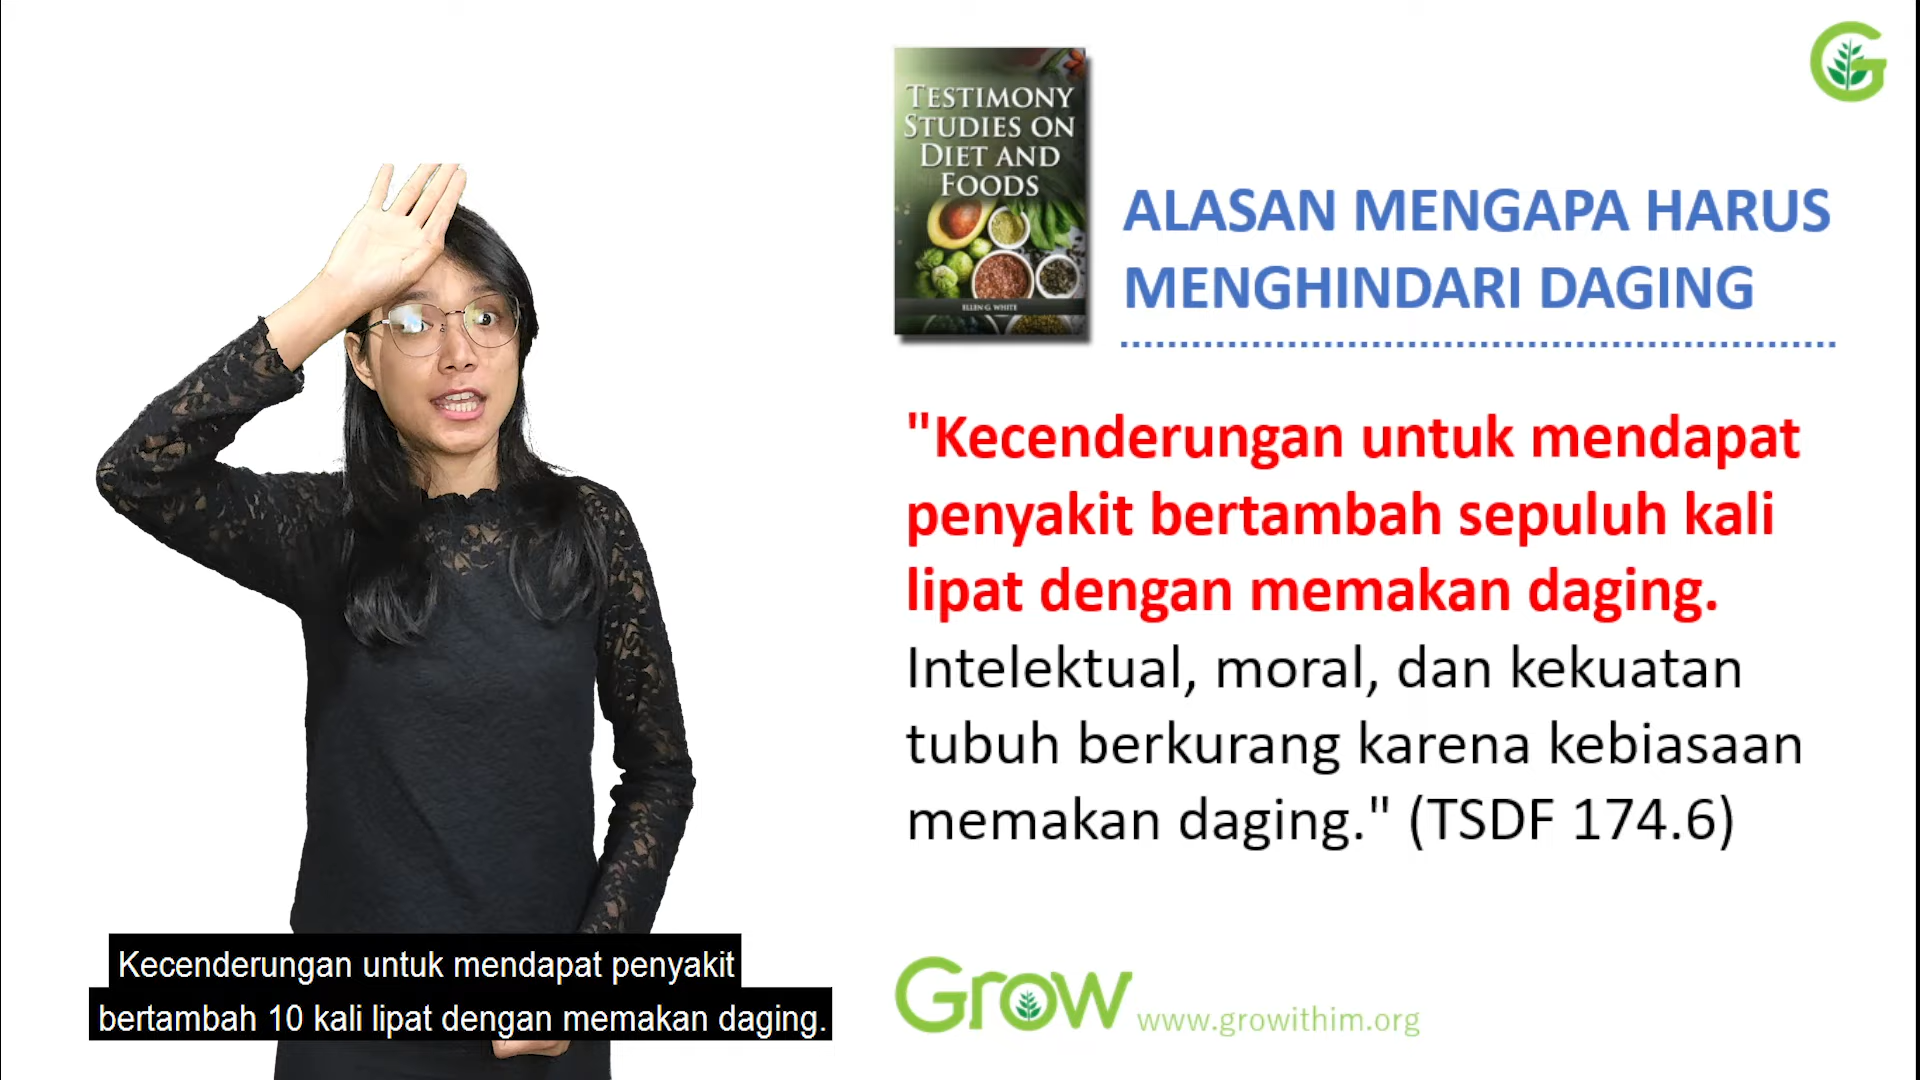 TESTIMONY
STUDIES ON
DIET AND
FOODS
ELLEN G. WHITE
G
ALASAN MENGAPA HARUS
MENGHINDARI DAGING
"Kecenderungan untuk mendapat
penyakit bertambah sepuluh kali
lipat dengan memakan daging.
Intelektual, moral, dan kekuatan
tubuh berkurang karena kebiasaan
memakan daging." (TSDF 174.6)
Kecenderungan untuk mendapat penyakit
bertambah 10 kali lipat dengan memakan daging.
Grow www.growithim.org